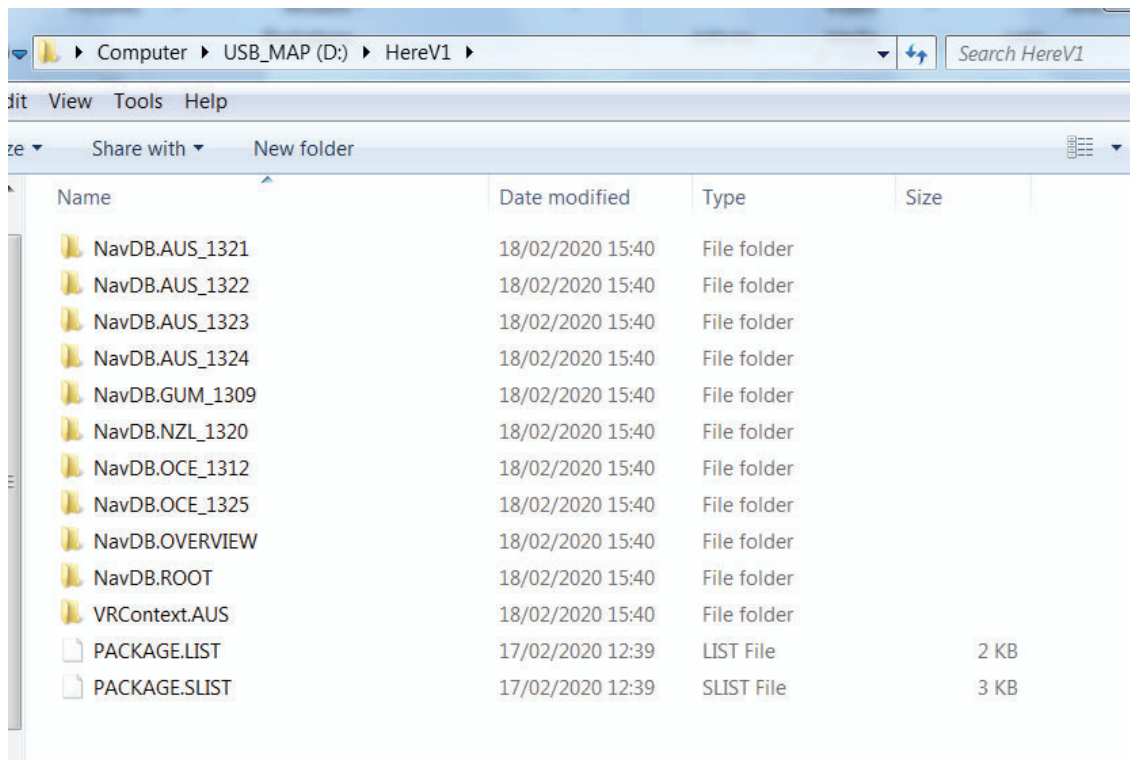 Computer USB_MAP (D:) HereV1 Search HereV1
dit View Tools Help
ze Share with New folder
Name Date modified Type Size
NavDB.AUS_1321 18/02/2020 15:40 File folder
NavDB.AUS_1322 18/02/2020 15:40 File folder
NavDB.AUS_1323 18/02/2020 15:40 File folder
NavDB.AUS_1324 18/02/2020 15:40 File folder
NavDB.GUM_1309 18/02/2020 15:40 File folder
NavDB.NZL_1320 18/02/2020 15:40 File folder
NavDB.OCE_1312 18/02/2020 15:40 File folder
NavDB.OCE_1325 18/02/2020 15:40 File folder
NavDB.OVERVIEW 18/02/2020 15:40 File folder
NavDB.ROOT 18/02/2020 15:40 File folder
VRContext.AUS 18/02/2020 15:40 File folder
PACKAGE.LIST 17/02/2020 12:39 LIST File 2 KB
PACKAGE.SLIST 17/02/2020 12:39 SLIST File 3 KB